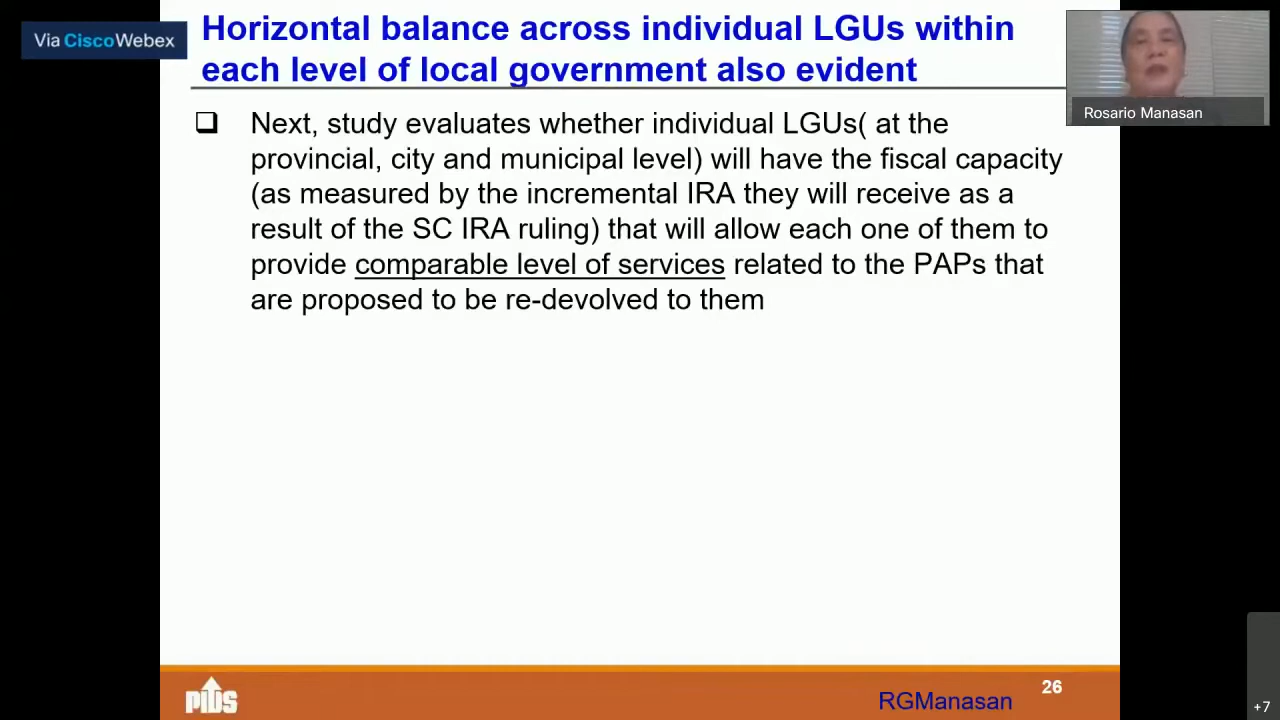 Via CiscoWebex
Horizontal balance across individual LGUs within
each level of local government also evident
Rosario Manasan
Next, study evaluates whether individual LGUs( at the
provincial, city and municipal level) will have the fiscal capacity
(as measured by the incremental IRA they will receive as a
result of the SC IRA ruling) that will allow each one of them to
provide comparable level of services related to the PAPs that
are proposed to be re-devolved to them
PIDS
RGManasan
26
+7